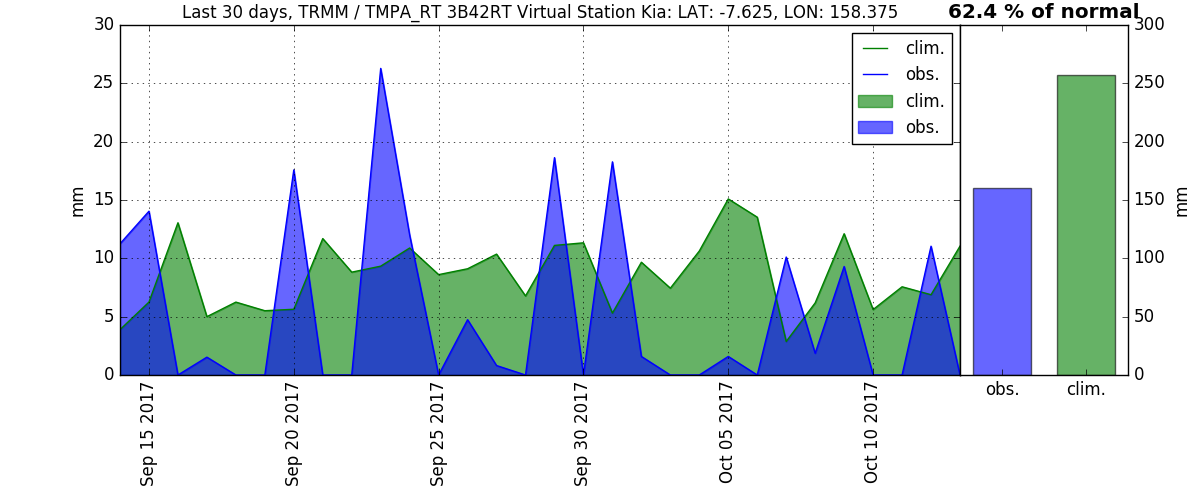 Last 30 days, TRMM / TMPA_RT 3B42RT Virtual Station Kia: LAT: -7.625, LON: 158.375
62.4 % of normal
30
25
20
15
10
5
0
mm
clim.
obs.
clim.
obs.
300
250
200
150
100
50
0
mm
Sep 15 2017
Sep 20 2017
Sep 25 2017
Sep 30 2017
Oct 05 2017
Oct 10 2017
obs.
clim.